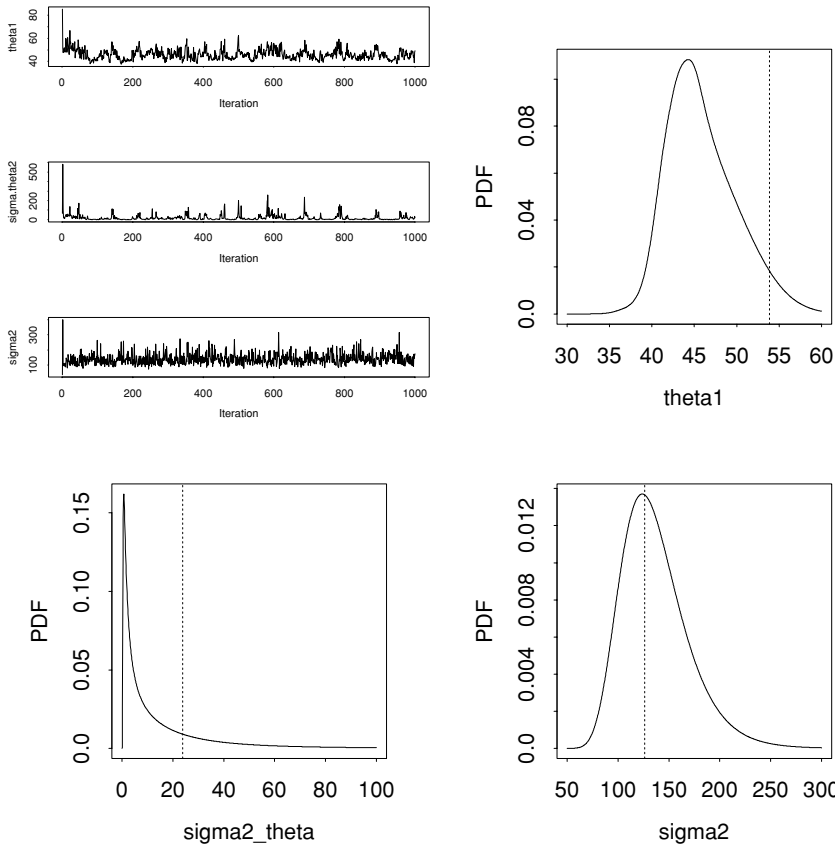 theta1
40 60 80
0 200 400 600 800 1000
Iteration
sigma.theta2
0 200 500
0 200 400 600 800 1000
Iteration
sigma2
100 300
0 200 400 600 800 1000
Iteration
PDF
0.0 0.04 0.08
30 35 40 45 50 55 60
theta1
PDF
0.0 0.05 0.10 0.15
0 20 40 60 80 100
sigma2_theta
PDF
0.0 0.004 0.008 0.012
50 100 150 200 250 300
sigma2